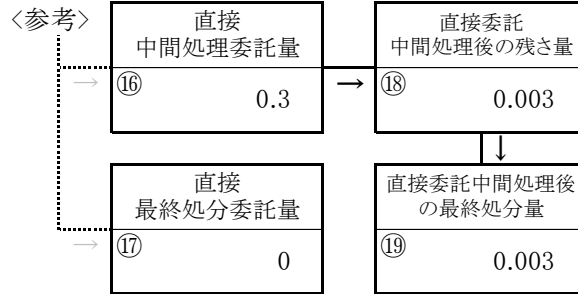 〈参考〉
直接
中間処理委託量
⑯
0.3
→
→
直接委託
中間処理後の残さ量
⑱
0.003
↓
直接
最終処分委託量
⑰
0
→
直接委託中間処理後
の最終処分量
⑲
0.003